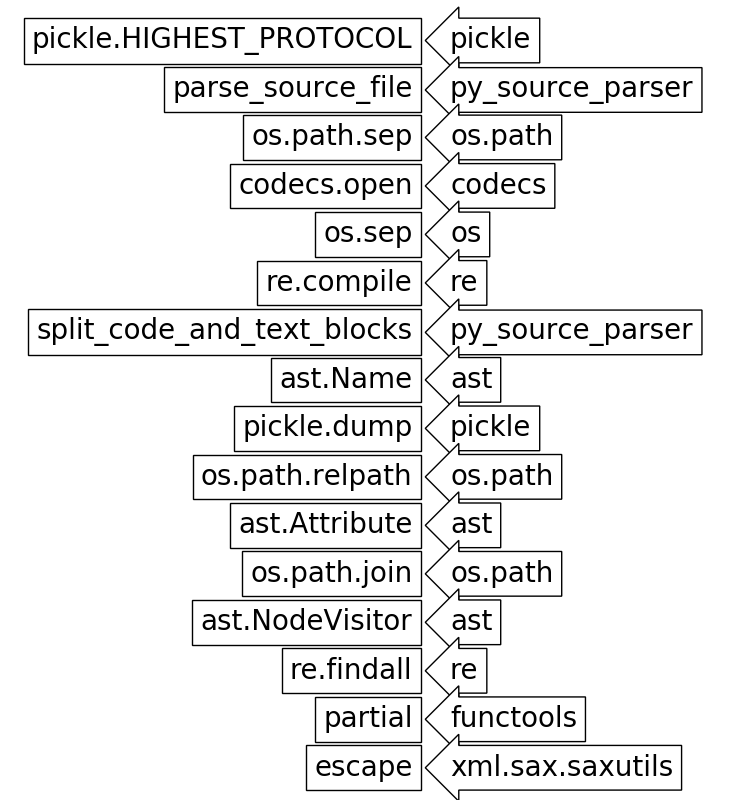 pickle.HIGHEST_PROTOCOL pickle
parse_source_file py_source_parser
os.path.sep os.path
codecs.open codecs
os.sep os
re.compile re
split_code_and_text_blocks py_source_parser
ast.Name ast
pickle.dump pickle
os.path.relpath os.path
ast.Attribute ast
os.path.join os.path
ast.NodeVisitor ast
re.findall re
partial functools
escape xml.sax.saxutils